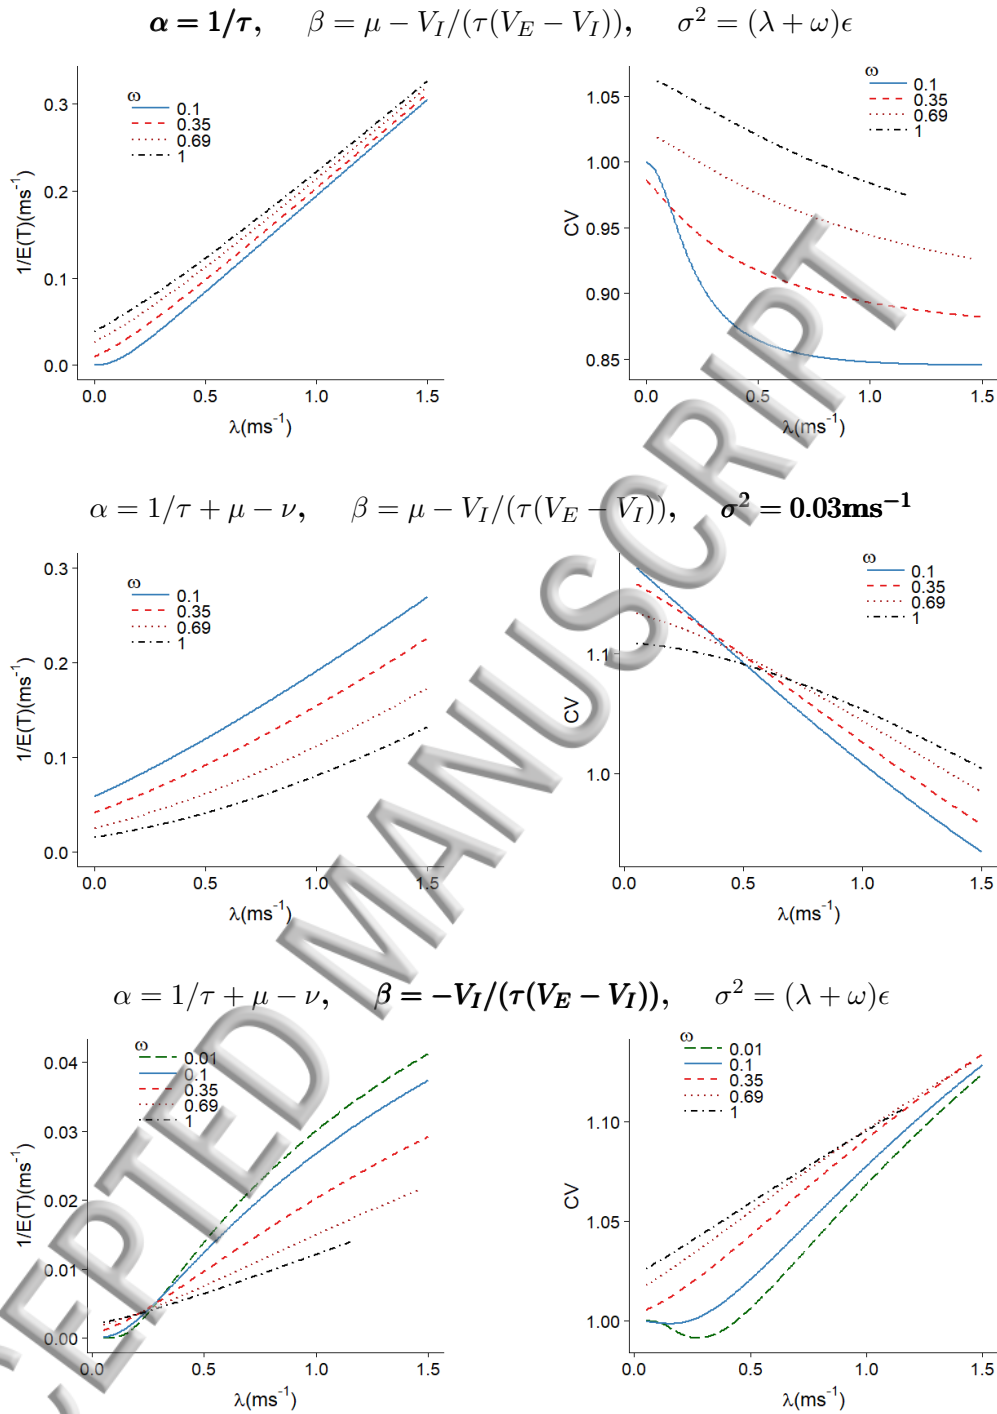 α = 1/τ, β = μ − V_I/(τ(V_E − V_I)), σ² = (λ + ω)ϵ
0.3
0.2
0.1
0.0
1/E(T)(ms⁻¹)
ω
0.1
0.35
0.69
1
0.0 0.5 1.0 1.5
λ(ms⁻¹)
1.05
1.00
0.95
0.90
0.85
CV
ω
0.1
0.35
0.69
1
0.0 0.5 1.0 1.5
λ(ms⁻¹)
α = 1/τ + μ − ν, β = μ − V_I/(τ(V_E − V_I)), σ² = 0.03ms⁻¹
0.3
0.2
0.1
0.0
1/E(T)(ms⁻¹)
ω
0.1
0.35
0.69
1
0.0 0.5 1.0 1.5
λ(ms⁻¹)
1.1
1.0
CV
ω
0.1
0.35
0.69
1
0.0 0.5 1.0 1.5
λ(ms⁻¹)
α = 1/τ + μ − ν, β = −V_I/(τ(V_E − V_I)), σ² = (λ + ω)ϵ
0.04
0.03
0.02
0.01
0.00
1/E(T)(ms⁻¹)
ω
0.01
0.1
0.35
0.69
1
0.0 0.5 1.0 1.5
λ(ms⁻¹)
1.10
1.05
1.00
CV
ω
0.01
0.1
0.35
0.69
1
0.0 0.5 1.0 1.5
λ(ms⁻¹)
CEPTED MANUSCRIPT